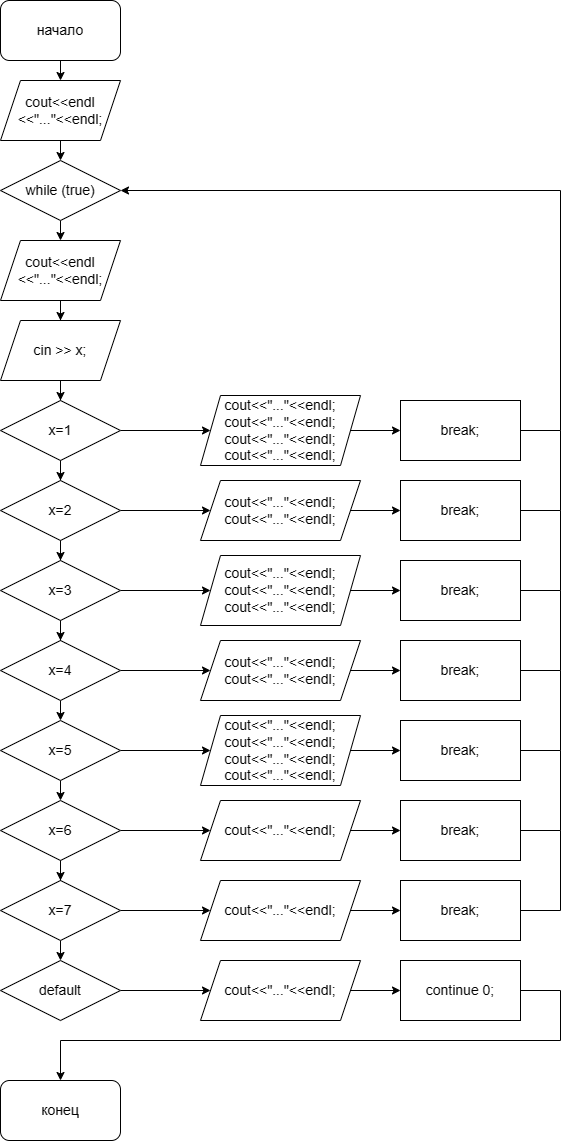 начало
cout<<endl
<<"..."<<endl;
while (true)
cout<<endl
<<"..."<<endl;
cin >> x;
x=1
cout<<"..."<<endl;
cout<<"..."<<endl;
cout<<"..."<<endl;
cout<<"..."<<endl;
break;
x=2
cout<<"..."<<endl;
cout<<"..."<<endl;
break;
x=3
cout<<"..."<<endl;
cout<<"..."<<endl;
cout<<"..."<<endl;
break;
x=4
cout<<"..."<<endl;
cout<<"..."<<endl;
break;
x=5
cout<<"..."<<endl;
cout<<"..."<<endl;
cout<<"..."<<endl;
cout<<"..."<<endl;
break;
x=6
cout<<"..."<<endl;
break;
x=7
cout<<"..."<<endl;
break;
default
cout<<"..."<<endl;
continue 0;
конец